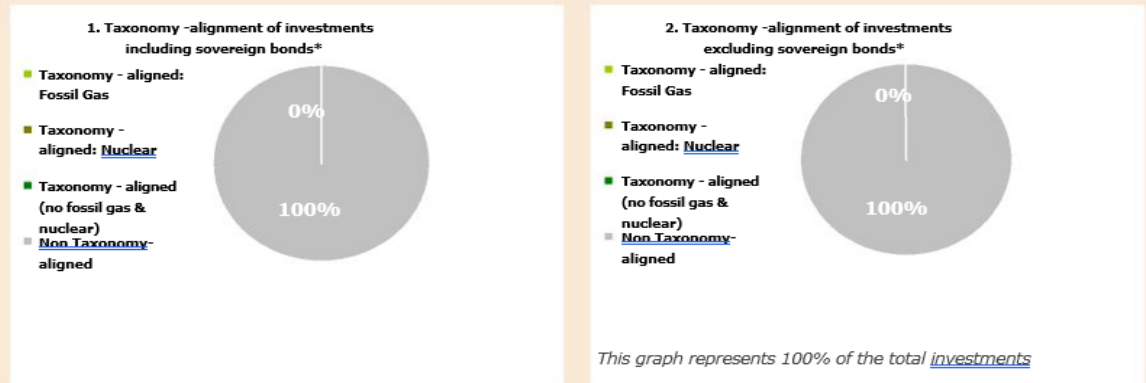 1. Taxonomy -alignment of investments
including sovereign bonds*
Taxonomy - aligned:
Fossil Gas
Taxonomy -
aligned: Nuclear
Taxonomy - aligned
(no fossil gas &
nuclear)
Non Taxonomy-
aligned
0%
100%
2. Taxonomy -alignment of investments
excluding sovereign bonds*
Taxonomy - aligned:
Fossil Gas
Taxonomy -
aligned: Nuclear
Taxonomy - aligned
(no fossil gas &
nuclear)
Non Taxonomy-
aligned
0%
100%
This graph represents 100% of the total investments